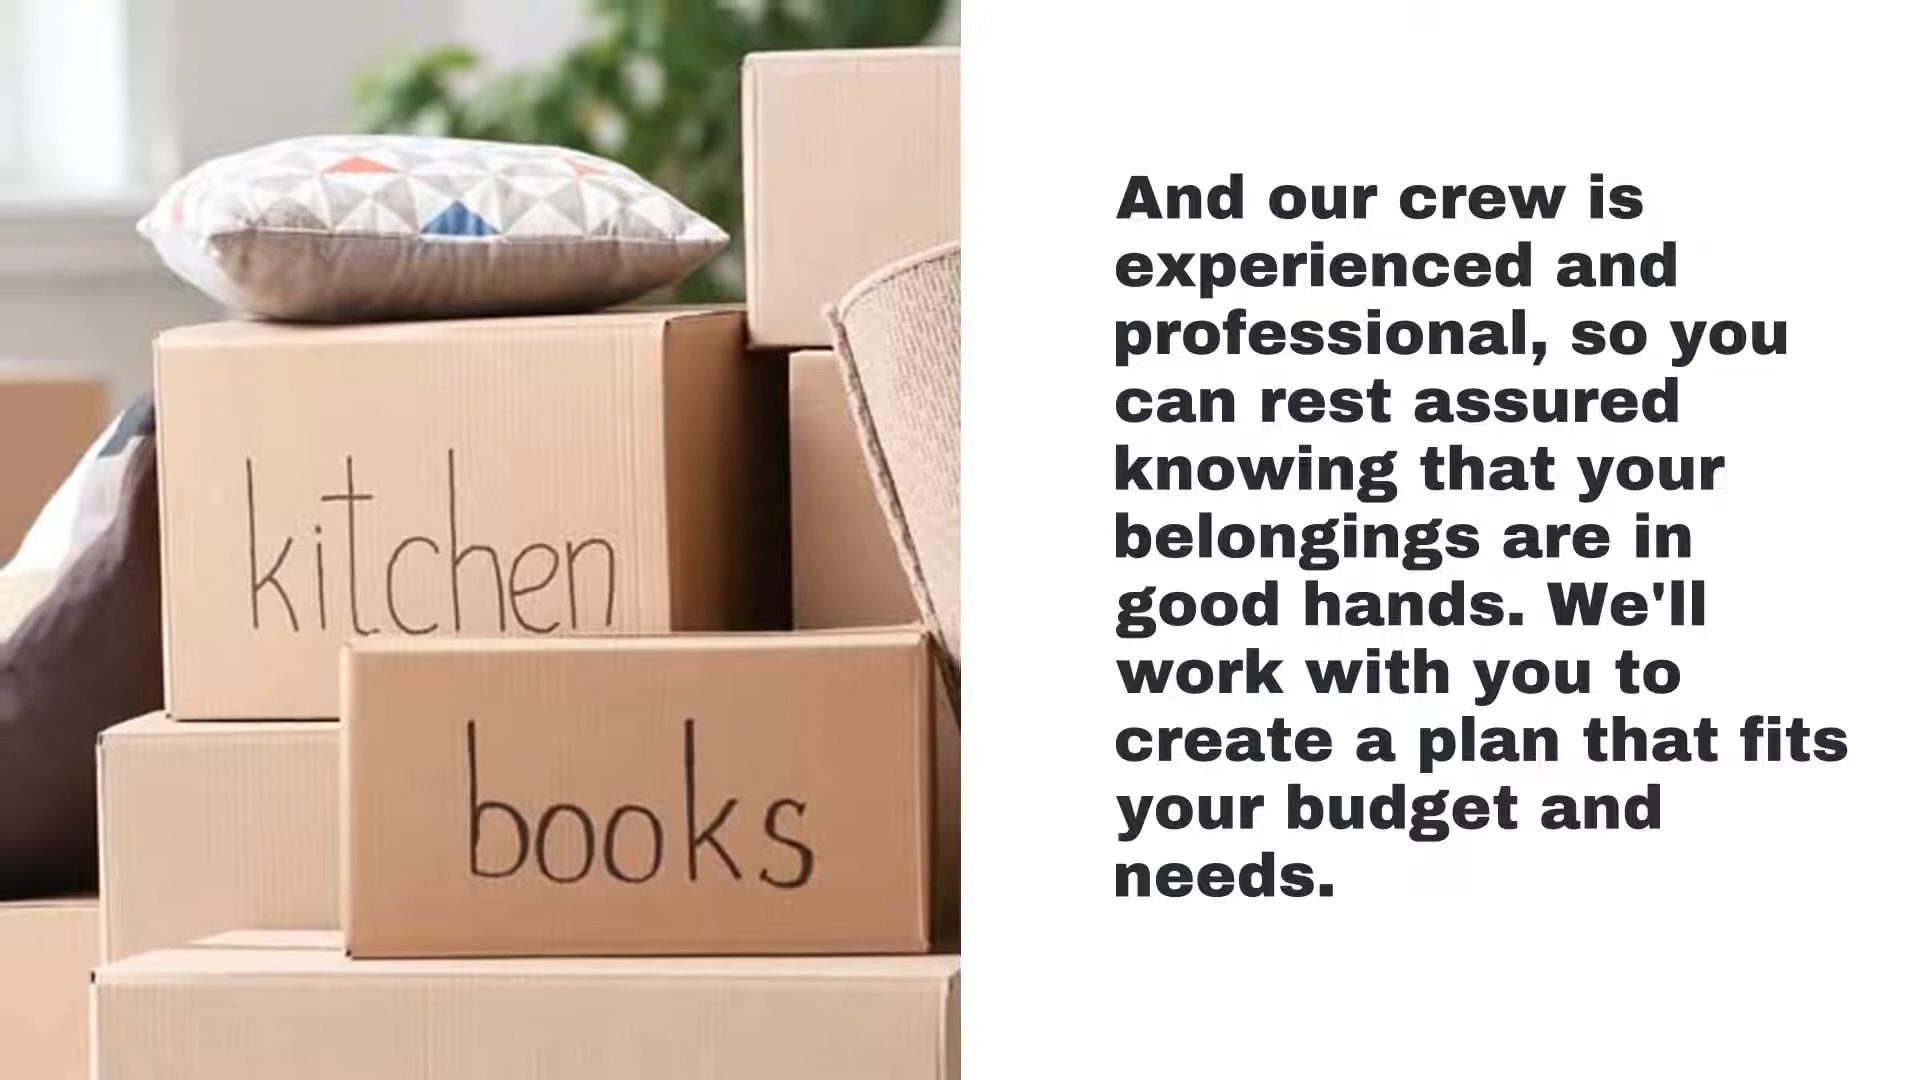 kitchen
books
And our crew is
experienced and
professional, so you
can rest assured
knowing that your
belongings are in
good hands. We'll
work with you to
create a plan that fits
your budget and
needs.